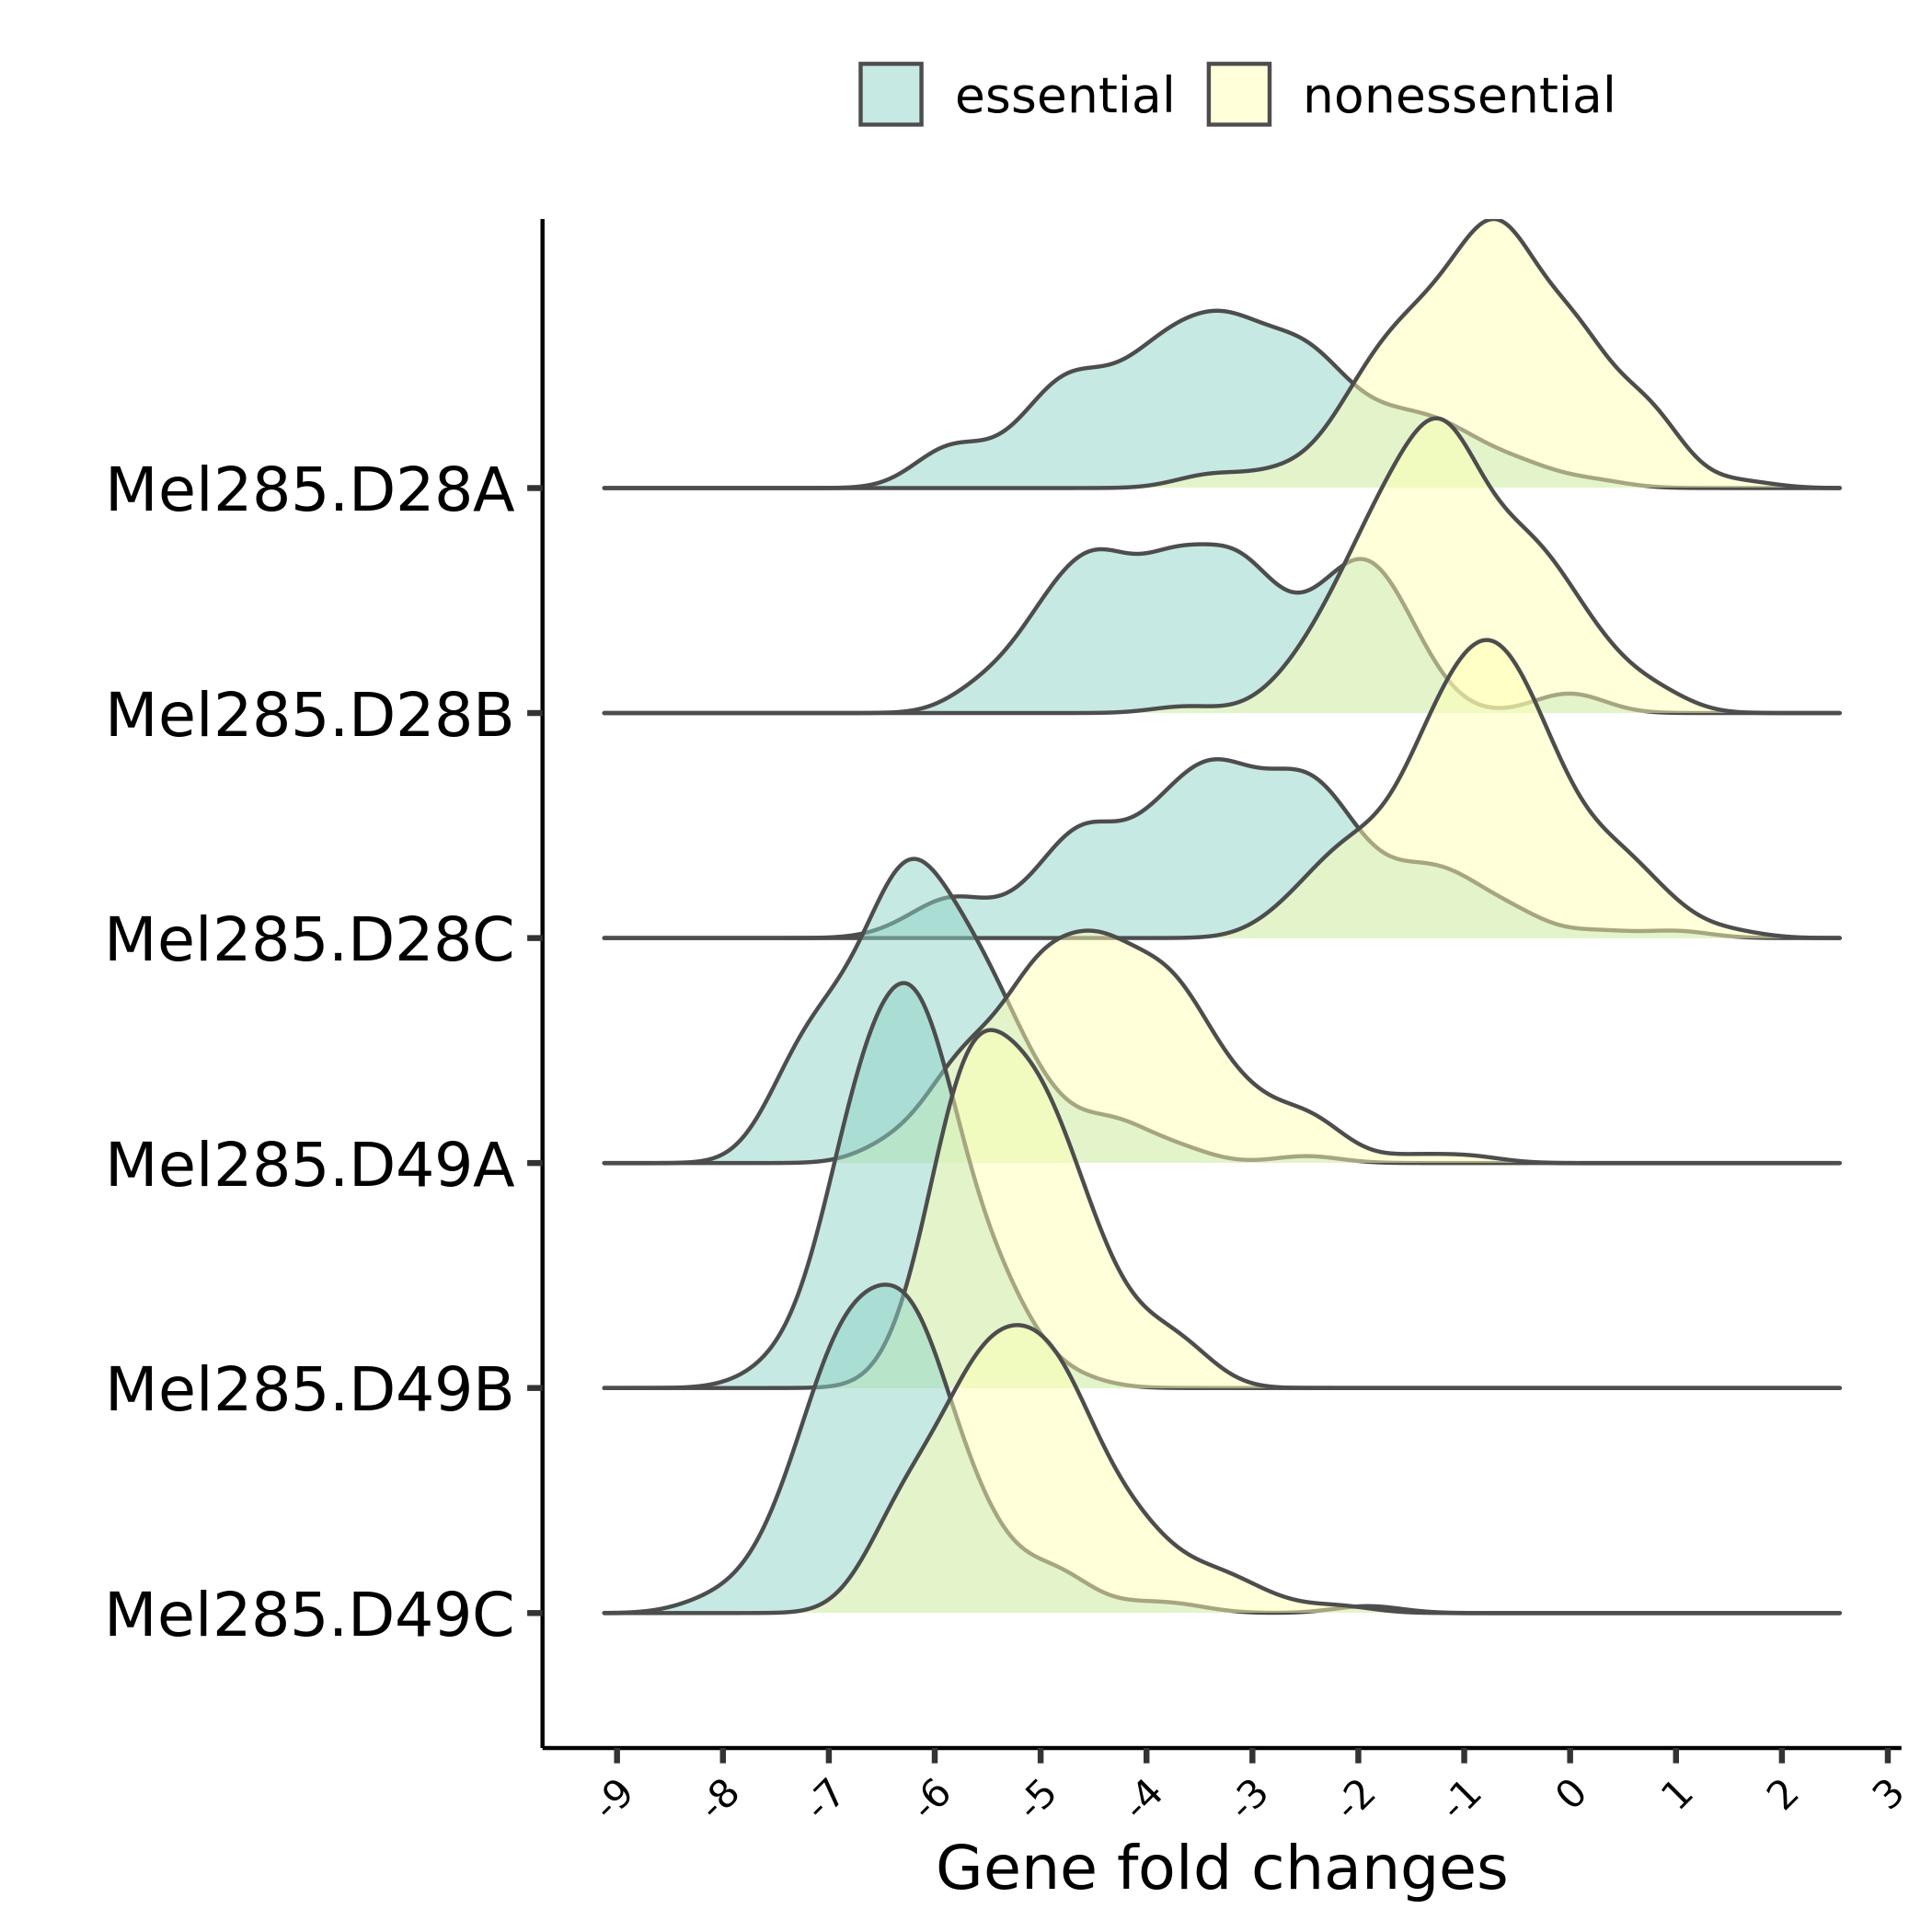 essential nonessential
Mel285.D28A
Mel285.D28B
Mel285.D28C
Mel285.D49A
Mel285.D49B
Mel285.D49C
-9 -8 -7 -6 -5 -4 -3 -2 -1 0 1 2 3
Gene fold changes